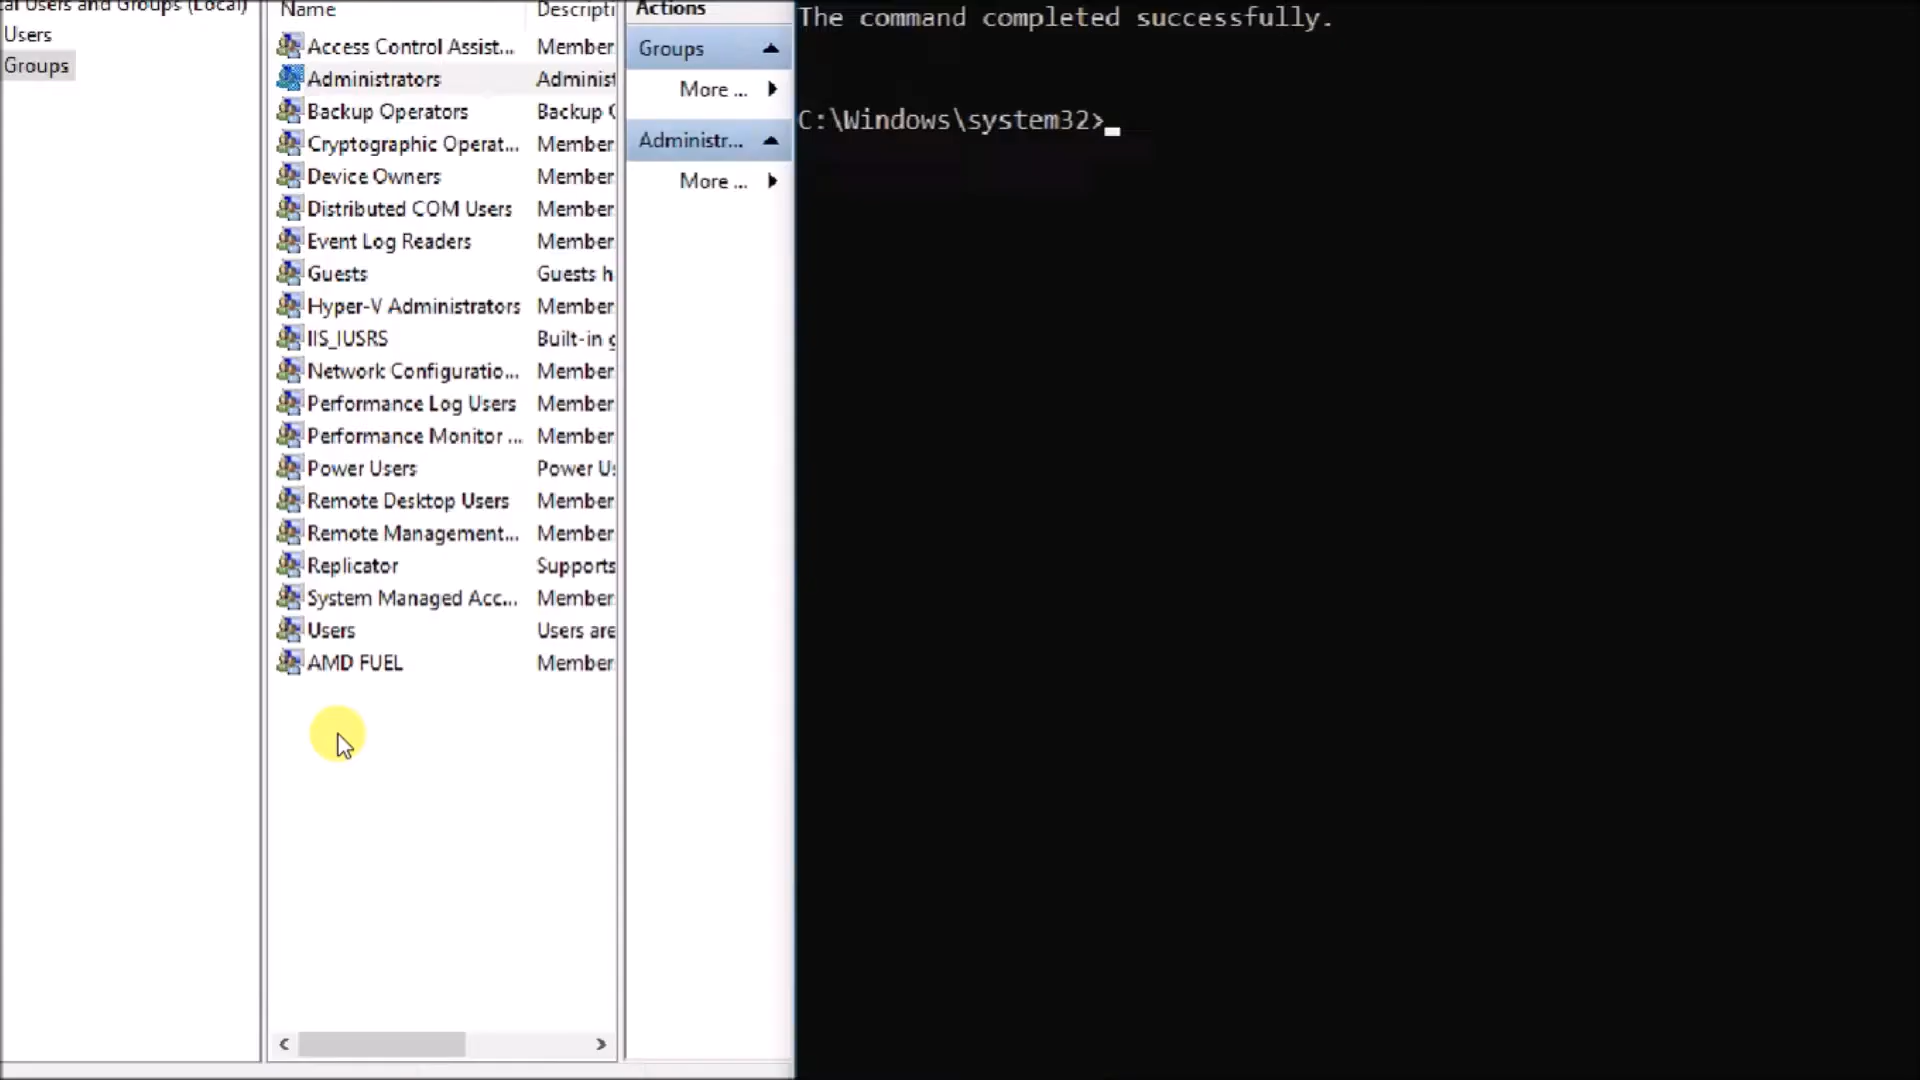 al Users and Groups (Local)
Users
Groups
Name Descripti
Access Control Assist... Member
Administrators Administ
Backup Operators Backup O
Cryptographic Operat... Member
Device Owners Member
Distributed COM Users Member
Event Log Readers Member
Guests Guests h
Hyper-V Administrators Member
IIS_IUSRS Built-in g
Network Configuratio... Member
Performance Log Users Member
Performance Monitor ... Member
Power Users Power Us
Remote Desktop Users Member
Remote Management... Member
Replicator Supports
System Managed Acc... Member
Users Users are
AMD FUEL Member
Actions
Groups
More ...
Administr...
More ...
The command completed successfully.
C:\Windows\system32>